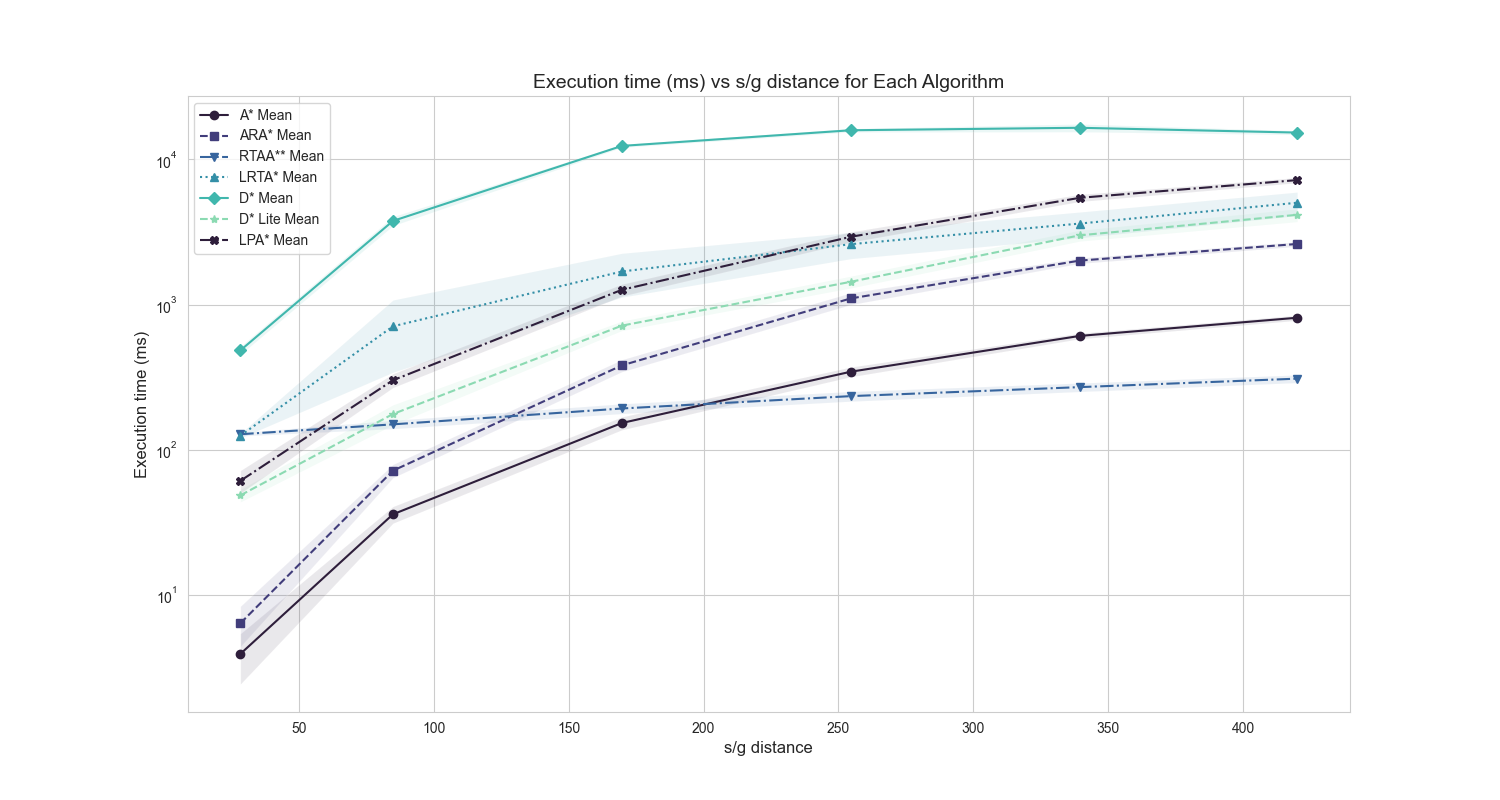 Execution time (ms) vs s/g distance for Each Algorithm
A* Mean
ARA* Mean
RTAA** Mean
LRTA* Mean
D* Mean
D* Lite Mean
LPA* Mean
Execution time (ms)
10^4
10^3
10^2
10^1
50 100 150 200 250 300 350 400
s/g distance